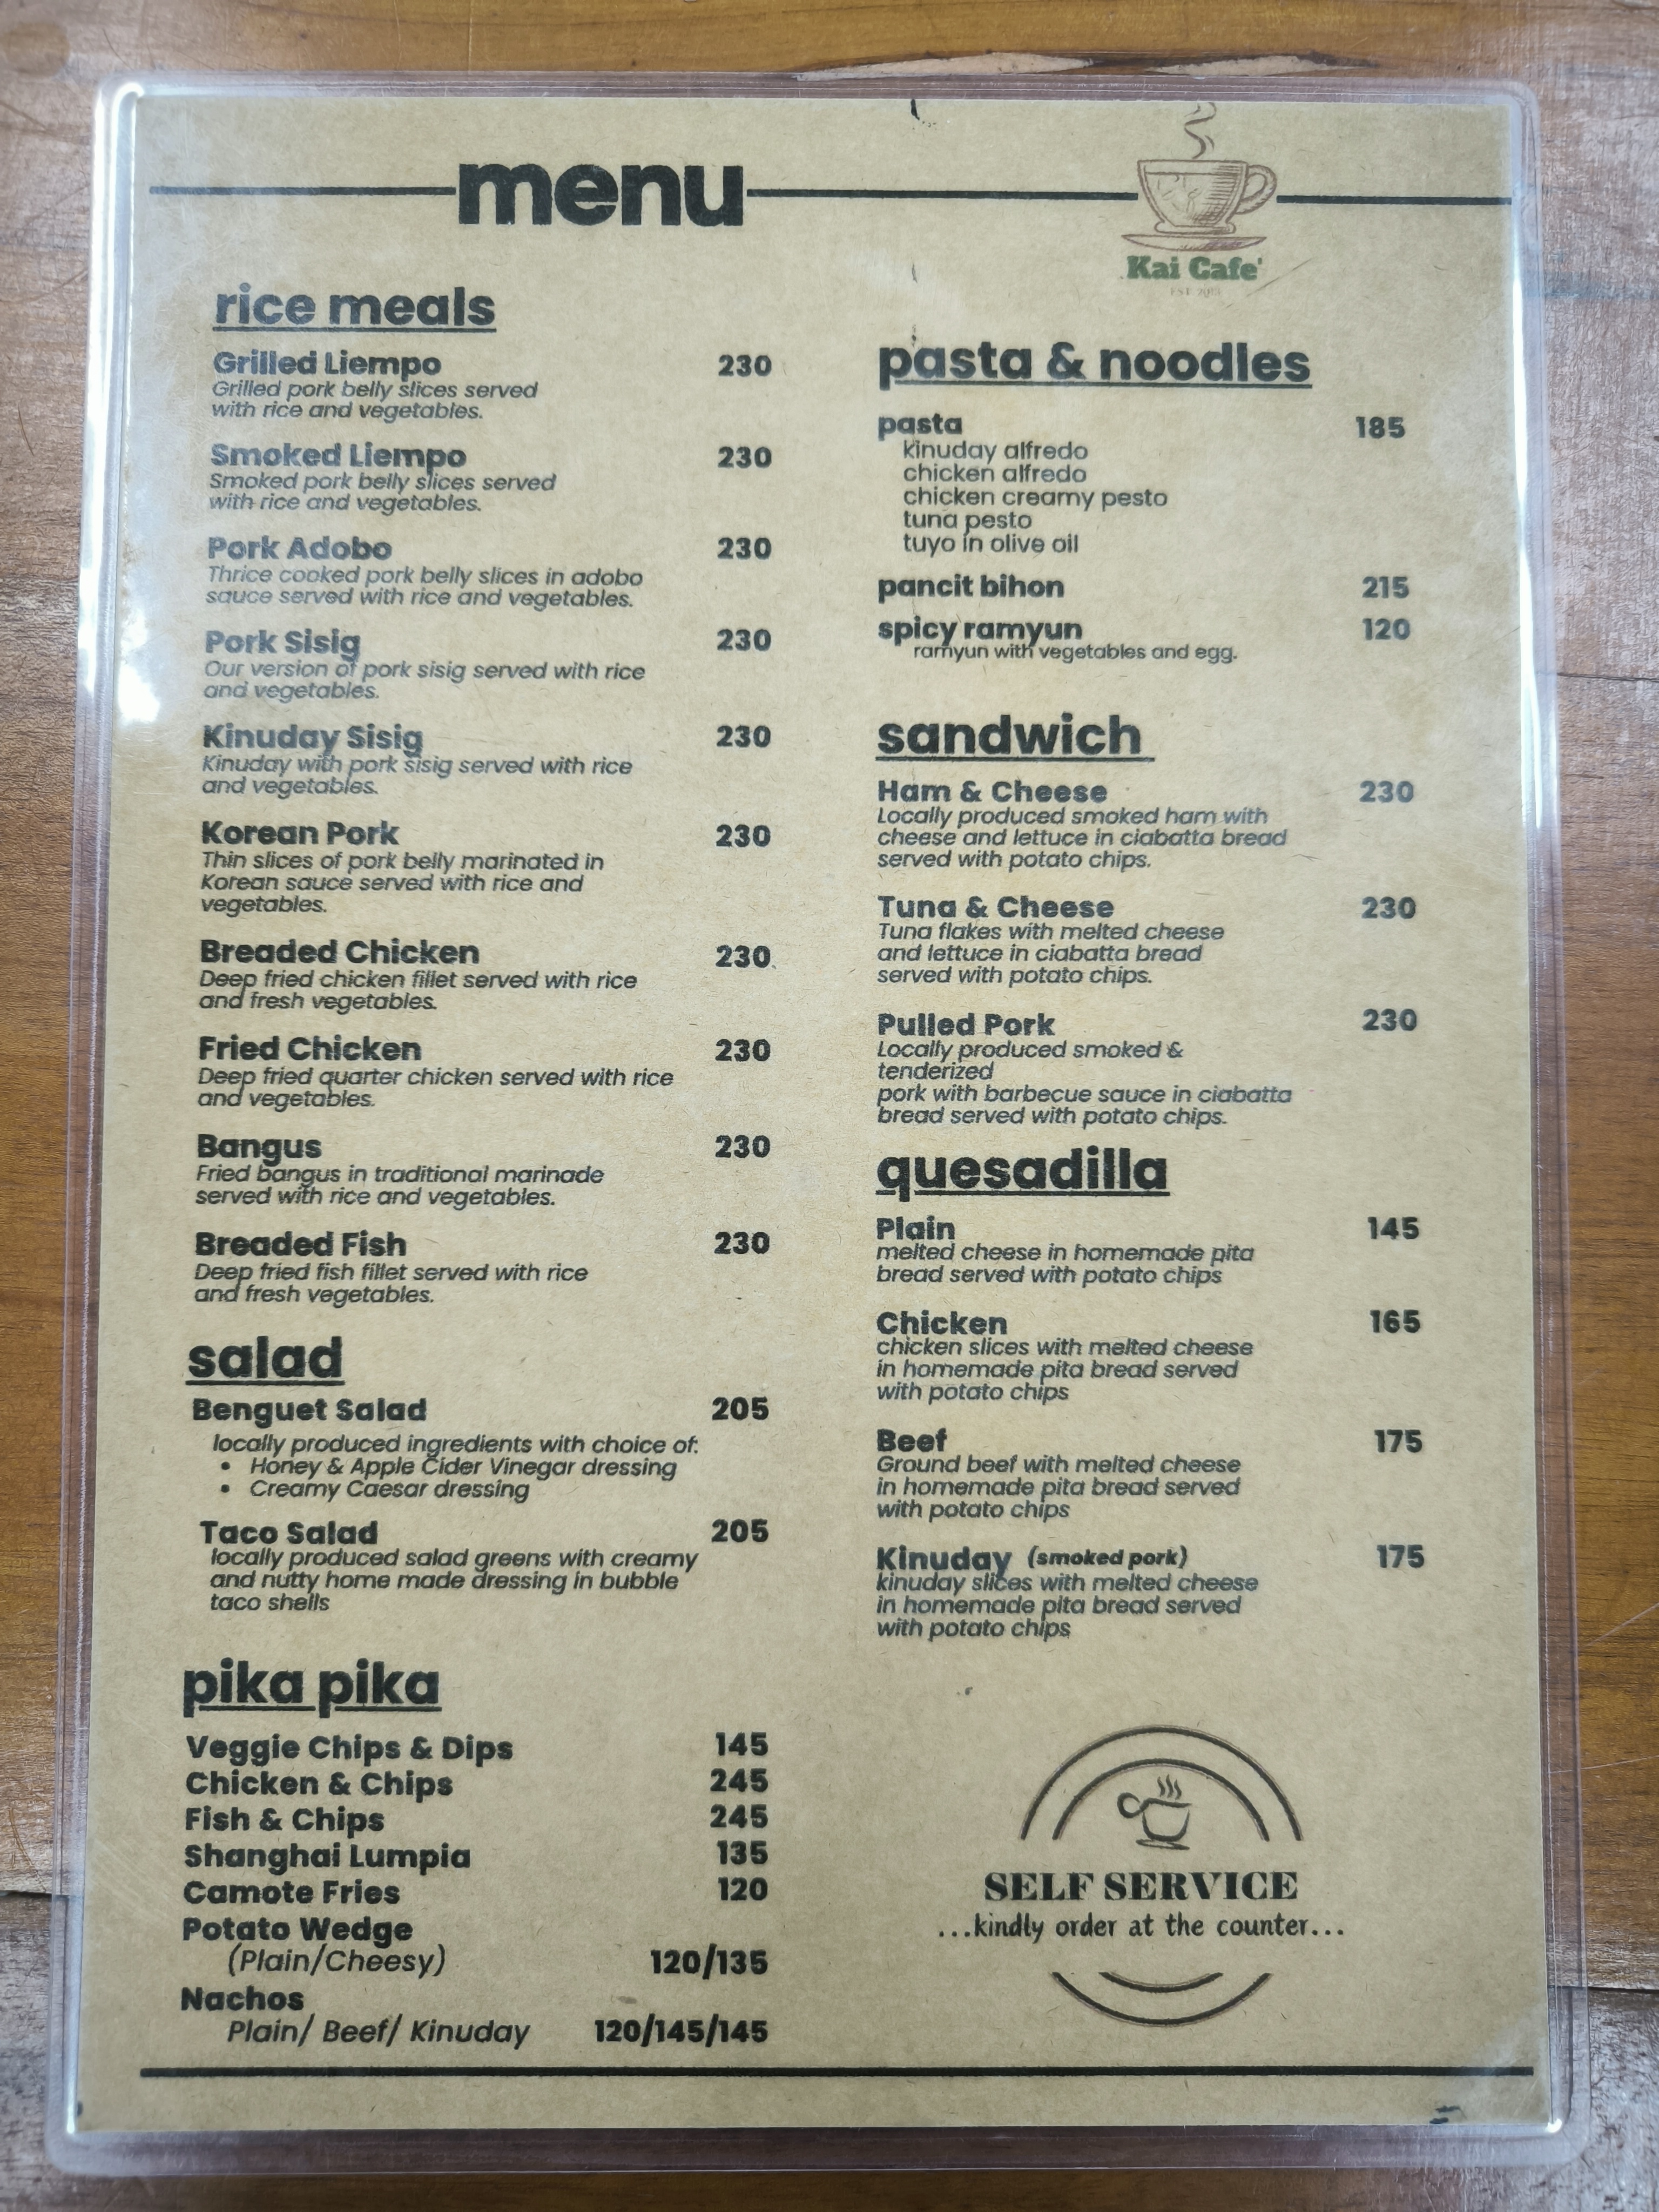 menu
Kai Cafe'
rice meals
Grilled Liempo 230
Grilled pork belly slices served
with rice and vegetables.
Smoked Liempo 230
Smoked pork belly slices served
with rice and vegetables.
Pork Adobo 230
Thrice cooked pork belly slices in adobo
sauce served with rice and vegetables.
Pork Sisig 230
Our version of pork sisig served with rice
and vegetables.
Kinuday Sisig 230
Kinuday with pork sisig served with rice
and vegetables.
Korean Pork 230
Thin slices of pork belly marinated in
Korean sauce served with rice and
vegetables.
Breaded Chicken 230
Deep fried chicken fillet served with rice
and fresh vegetables.
Fried Chicken 230
Deep fried quarter chicken served with rice
and vegetables.
Bangus 230
Fried bangus in traditional marinade
served with rice and vegetables.
Breaded Fish 230
Deep fried fish fillet served with rice
and fresh vegetables.
salad
Benguet Salad 205
locally produced ingredients with choice of:
• Honey & Apple Cider Vinegar dressing
• Creamy Caesar dressing
Taco Salad 205
locally produced salad greens with creamy
and nutty home made dressing in bubble
taco shells
pika pika
Veggie Chips & Dips 145
Chicken & Chips 245
Fish & Chips 245
Shanghai Lumpia 135
Camote Fries 120
Potato Wedge
(Plain/Cheesy) 120/135
Nachos
Plain/ Beef/ Kinuday 120/145/145
pasta & noodles
pasta 185
kinuday alfredo
chicken alfredo
chicken creamy pesto
tuna pesto
tuyo in olive oil
pancit bihon 215
spicy ramyun 120
ramyun with vegetables and egg.
sandwich
Ham & Cheese 230
Locally produced smoked ham with
cheese and lettuce in ciabatta bread
served with potato chips.
Tuna & Cheese 230
Tuna flakes with melted cheese
and lettuce in ciabatta bread
served with potato chips.
Pulled Pork 230
Locally produced smoked &
tenderized
pork with barbecue sauce in ciabatta
bread served with potato chips.
quesadilla
Plain 145
melted cheese in homemade pita
bread served with potato chips
Chicken 165
chicken slices with melted cheese
in homemade pita bread served
with potato chips
Beef 175
Ground beef with melted cheese
in homemade pita bread served
with potato chips
Kinuday (smoked pork) 175
kinuday slices with melted cheese
in homemade pita bread served
with potato chips
SELF SERVICE
...kindly order at the counter...